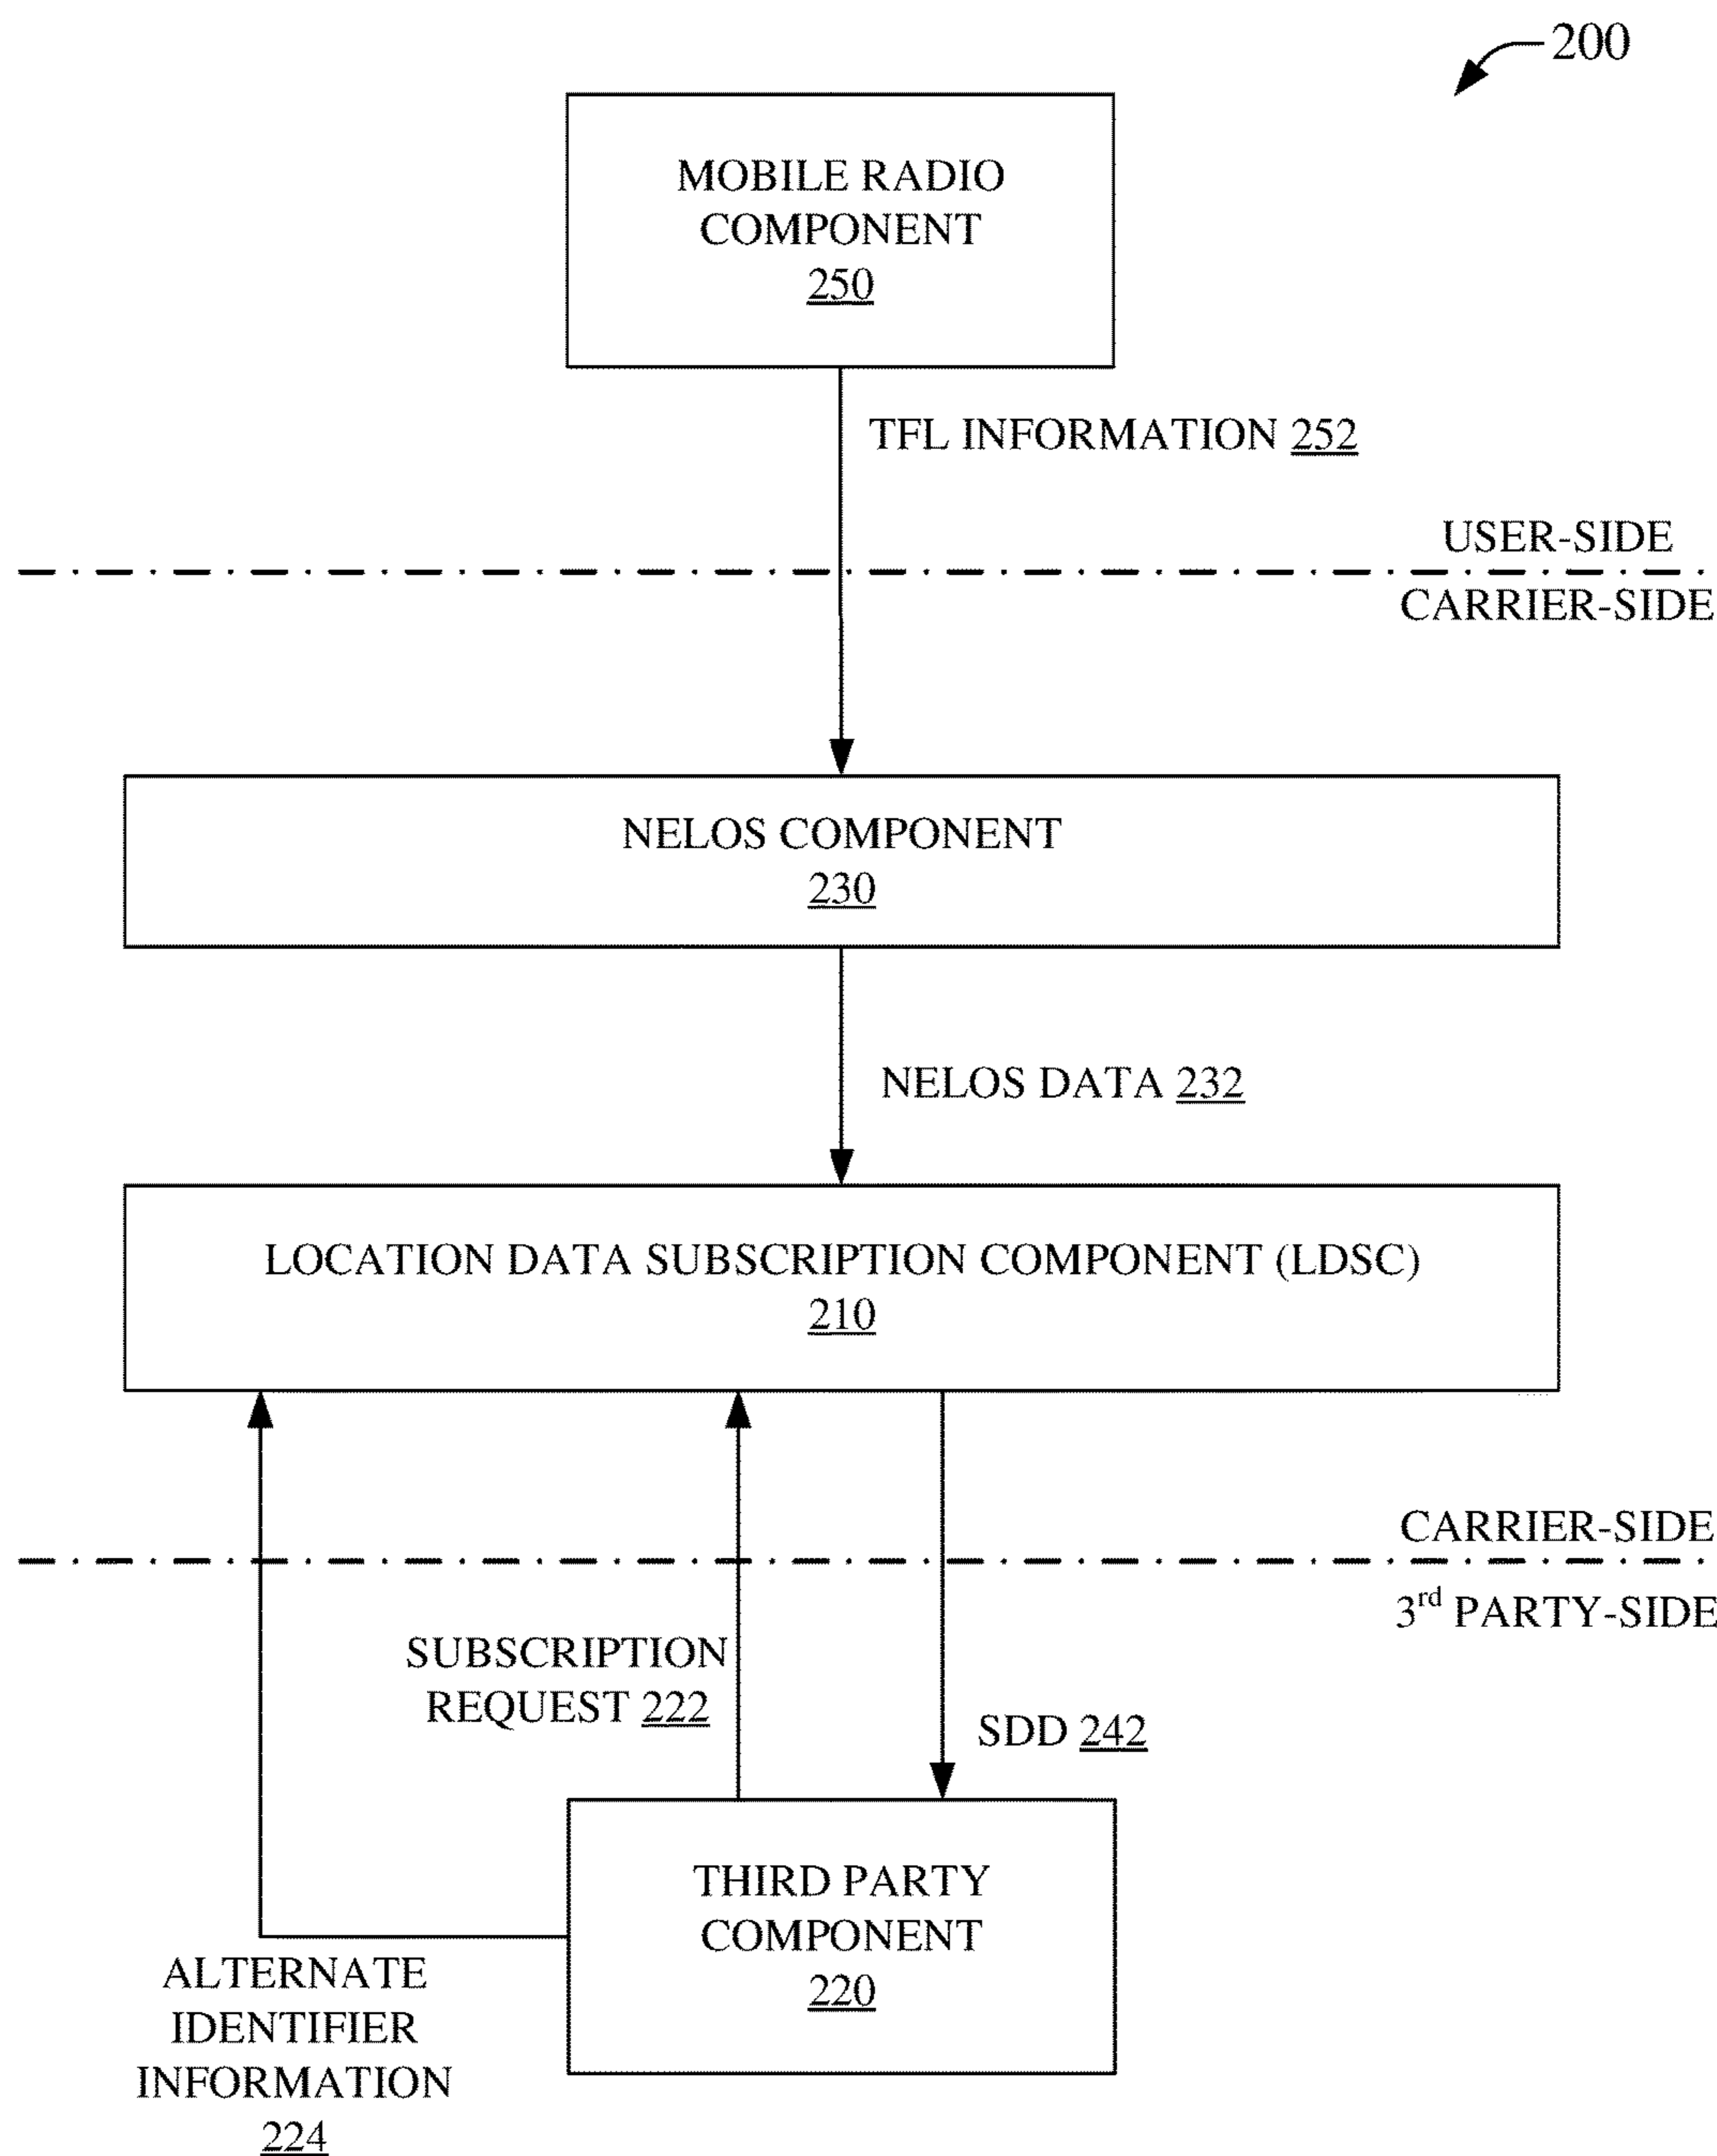 200
MOBILE RADIO
COMPONENT
250
TFL INFORMATION 252
USER-SIDE
CARRIER-SIDE
NELOS COMPONENT
230
NELOS DATA 232
LOCATION DATA SUBSCRIPTION COMPONENT (LDSC)
210
CARRIER-SIDE
3rd PARTY-SIDE
SUBSCRIPTION
REQUEST 222
SDD 242
THIRD PARTY
COMPONENT
220
ALTERNATE
IDENTIFIER
INFORMATION
224